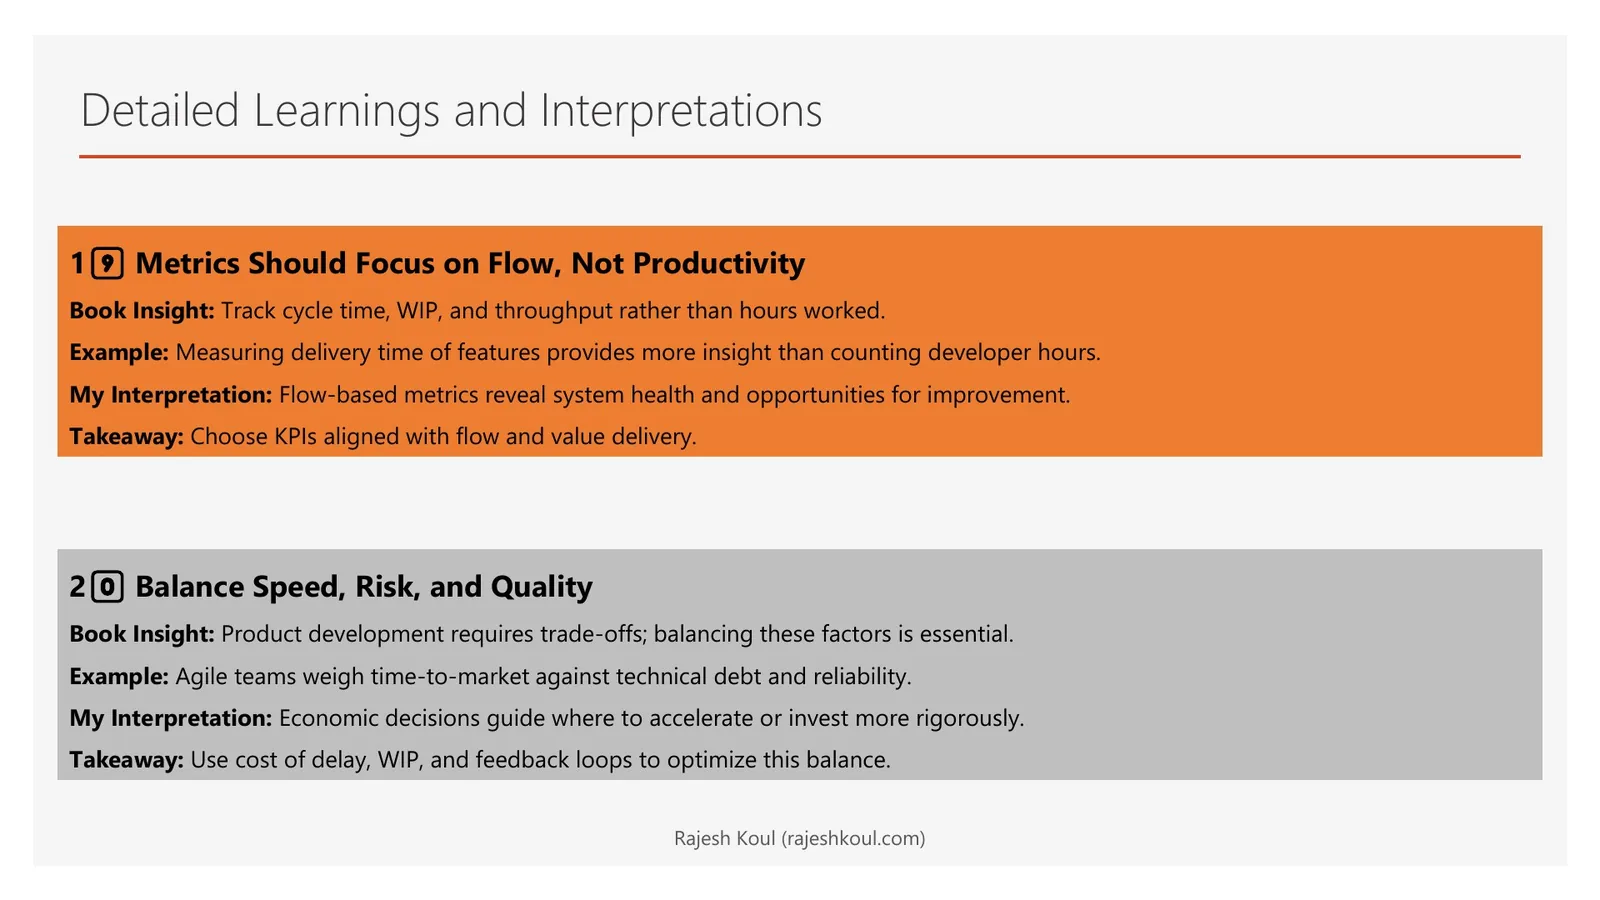 Detailed Learnings and Interpretations
19️⃣ Metrics Should Focus on Flow, Not Productivity
Book Insight: Track cycle time, WIP, and throughput rather than hours worked.
Example: Measuring delivery time of features provides more insight than counting developer hours.
My Interpretation: Flow-based metrics reveal system health and opportunities for improvement.
Takeaway: Choose KPIs aligned with flow and value delivery.
20️⃣ Balance Speed, Risk, and Quality
Book Insight: Product development requires trade-offs; balancing these factors is essential.
Example: Agile teams weigh time-to-market against technical debt and reliability.
My Interpretation: Economic decisions guide where to accelerate or invest more rigorously.
Takeaway: Use cost of delay, WIP, and feedback loops to optimize this balance.
Rajesh Koul (rajeshkoul.com)